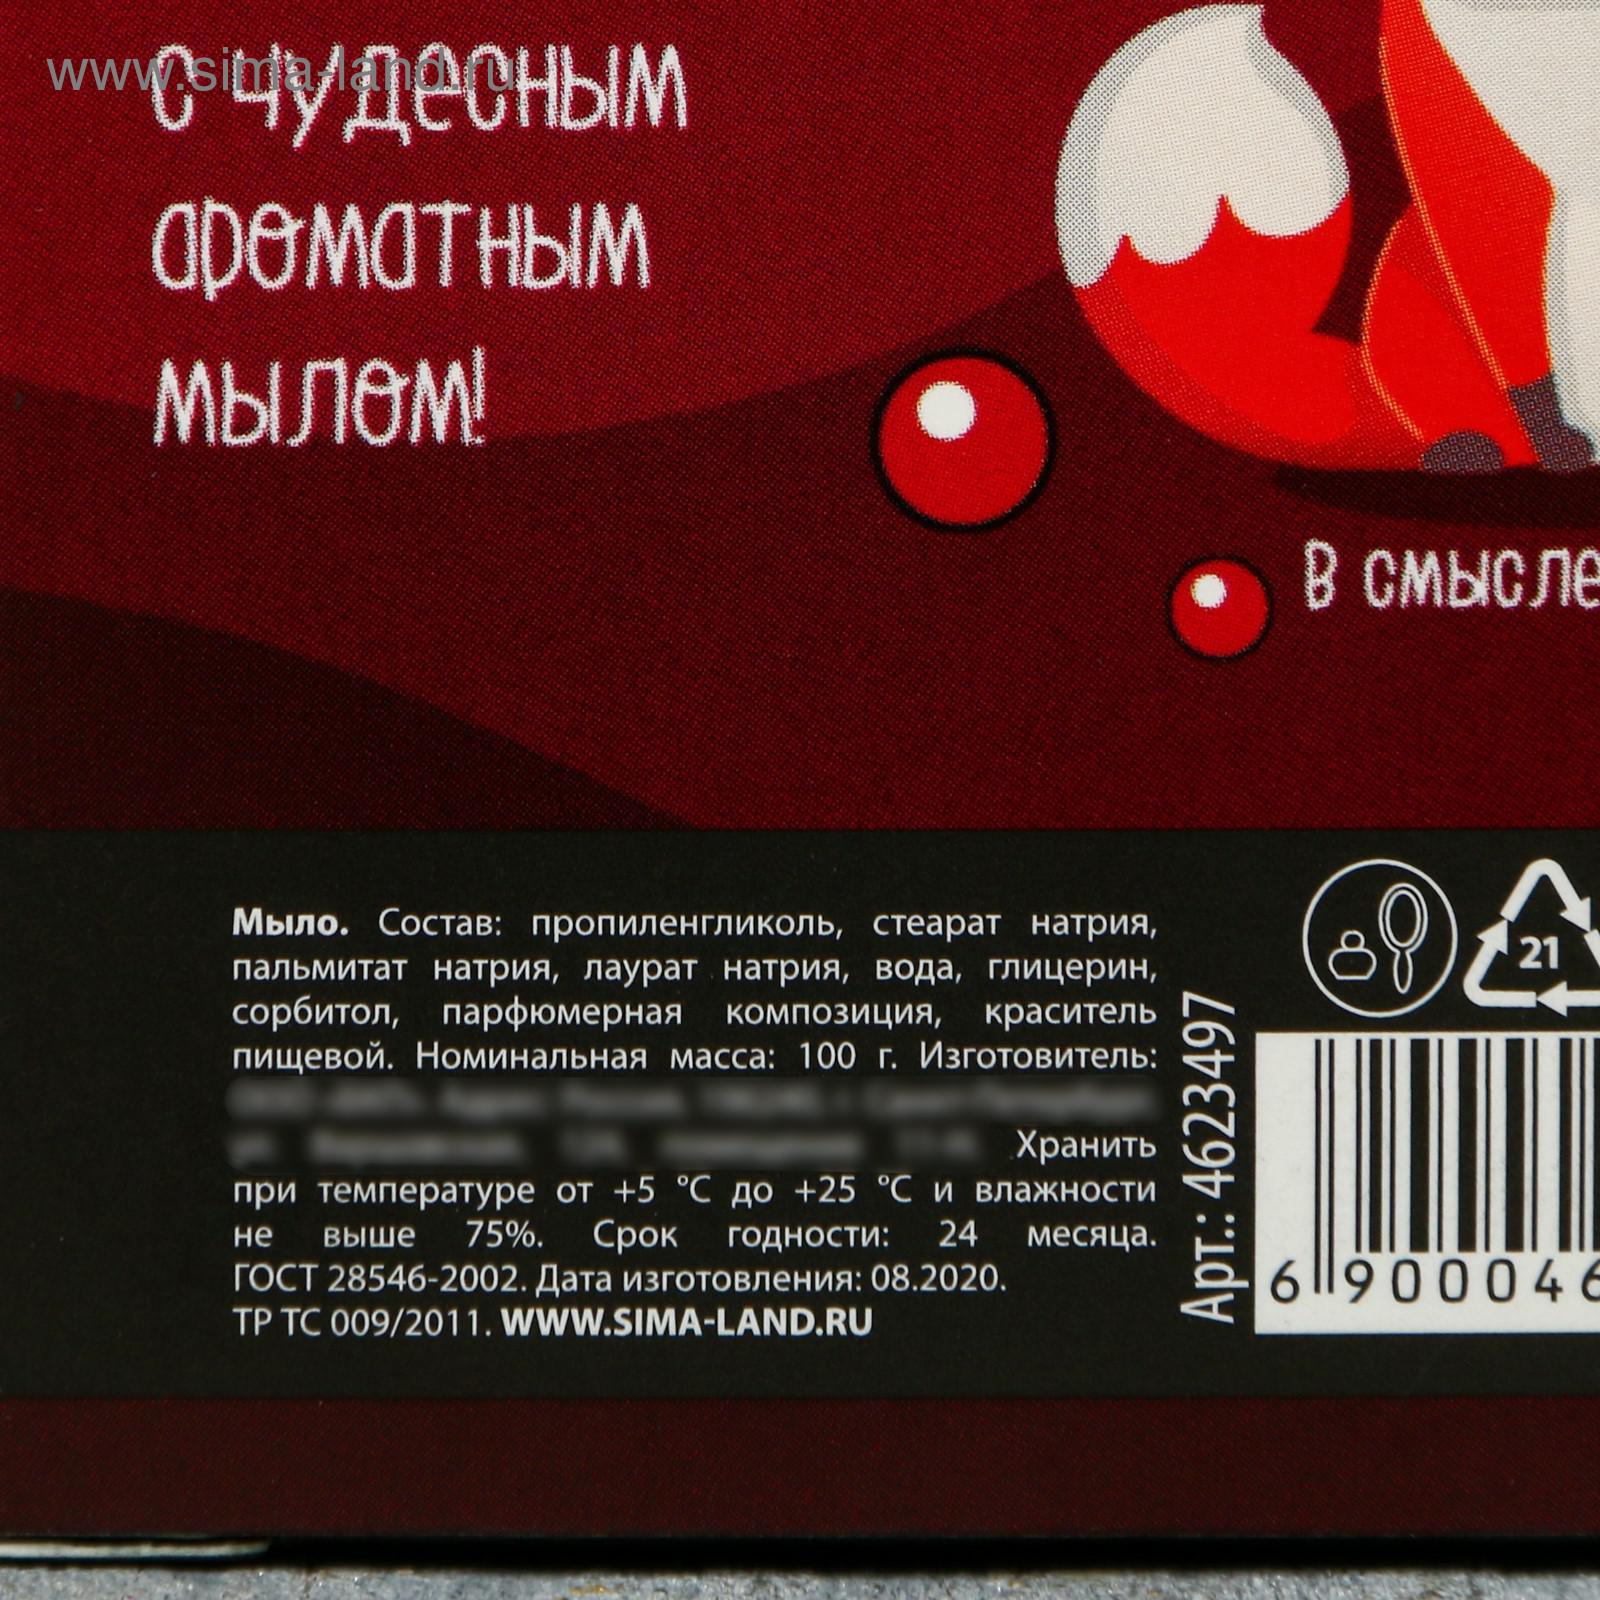 www.sima-land.ru
с чудесным
ароматным
мылом!
В смысле
Мыло. Состав: пропиленгликоль, стеарат натрия,
пальмитат натрия, лаурат натрия, вода, глицерин,
сорбитол, парфюмерная композиция, краситель
пищевой. Номинальная масса: 100 г. Изготовитель:
Хранить
при температуре от +5 °С до +25 °С и влажности
не выше 75%. Срок годности: 24 месяца.
ГОСТ 28546-2002. Дата изготовления: 08.2020.
ТР ТС 009/2011. WWW.SIMA-LAND.RU
Арт.: 4623497
21
6 900046